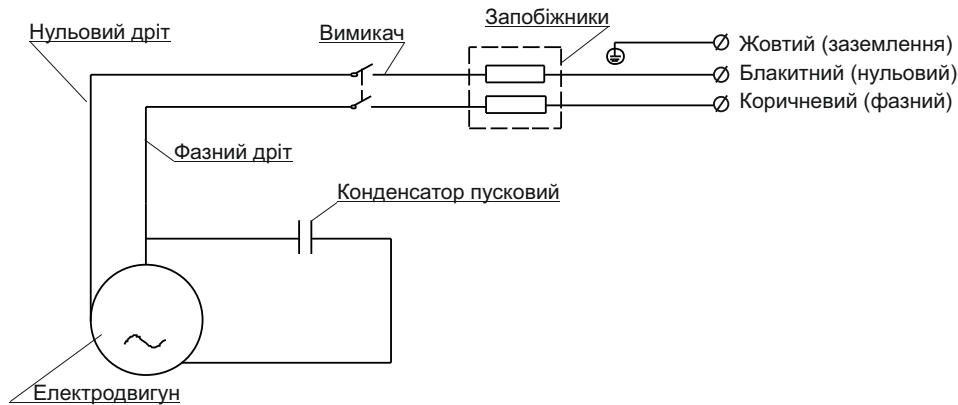 Запобіжники
Нульовий дріт
Вимикач
Жовтий (заземлення)
Блакитний (нульовий)
Коричневий (фазний)
Фазний дріт
Конденсатор пусковий
Електродвигун